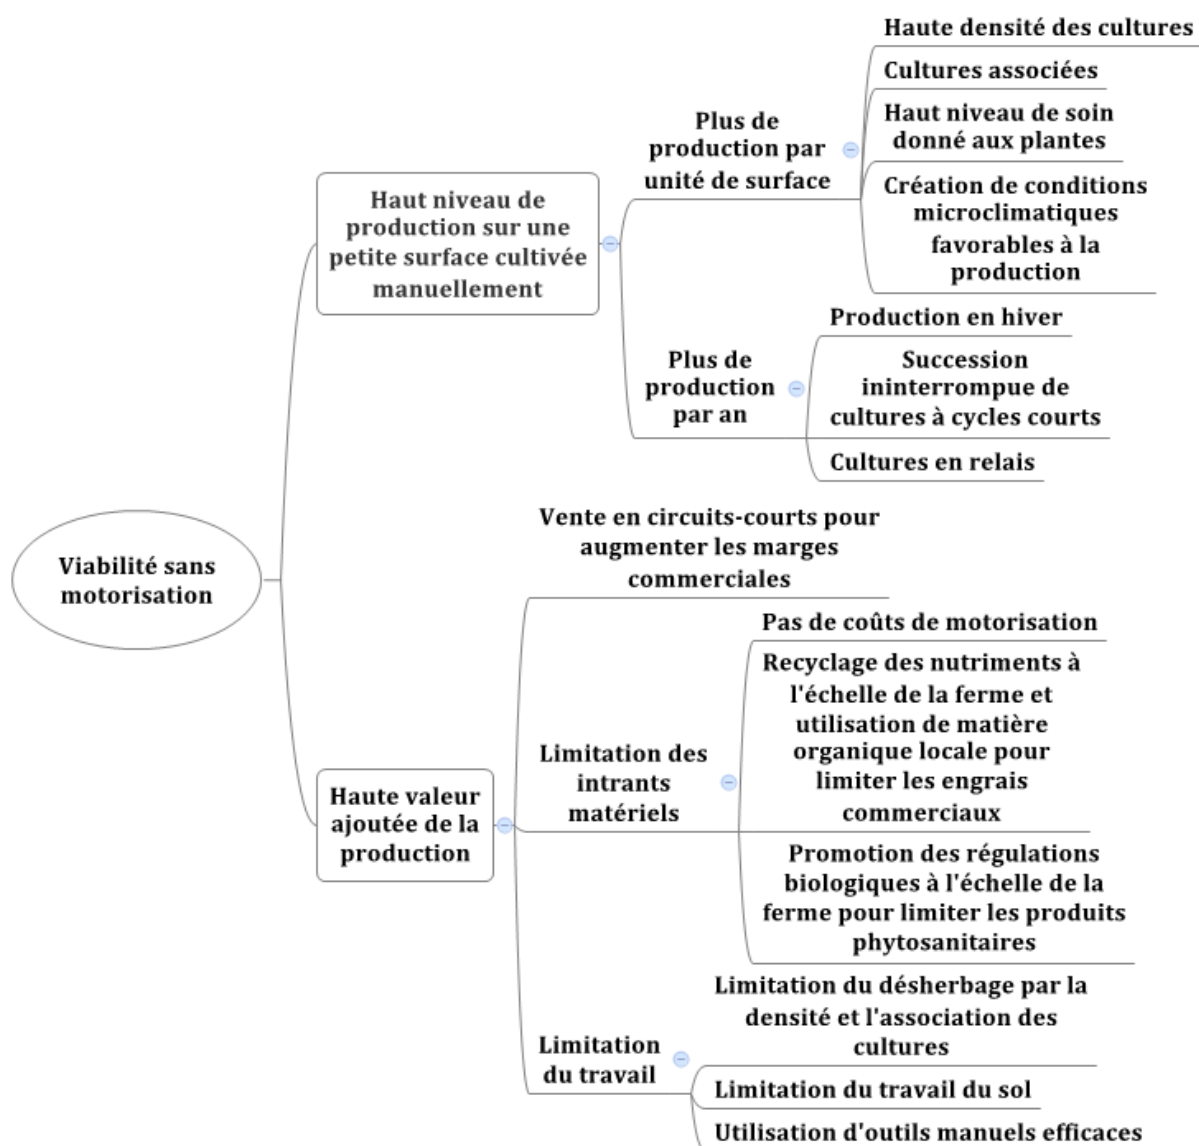 Viabilité sans
motorisation
Haut niveau de
production sur une
petite surface cultivée
manuellement
Plus de
production par
unité de surface
Haute densité des cultures
Cultures associées
Haut niveau de soin
donné aux plantes
Création de conditions
microclimatiques
favorables à la
production
Plus de
production
par an
Production en hiver
Succession
ininterrompue de
cultures à cycles courts
Cultures en relais
Haute valeur
ajoutée de la
production
Vente en circuits-courts pour
augmenter les marges
commerciales
Limitation des
intrants
matériels
Pas de coûts de motorisation
Recyclage des nutriments à
l'échelle de la ferme et
utilisation de matière
organique locale pour
limiter les engrais
commerciaux
Promotion des régulations
biologiques à l'échelle de la
ferme pour limiter les produits
phytosanitaires
Limitation
du travail
Limitation du désherbage par la
densité et l'association des
cultures
Limitation du travail du sol
Utilisation d'outils manuels efficaces